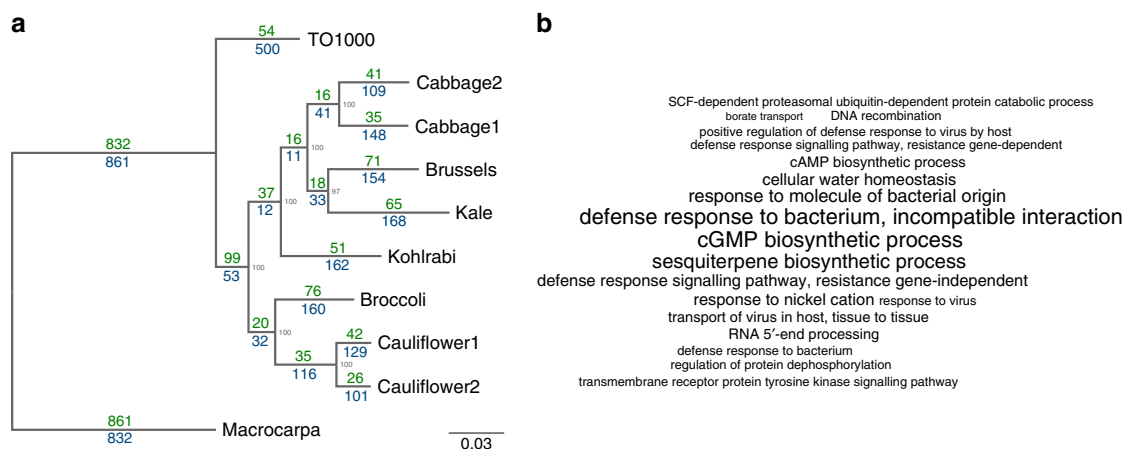 a
54
TO1000
500
41
Cabbage2
16
109
100
41
35
Cabbage1
832
16
148
861
100
11
71
Brussels
18
154
97
37
33
65
Kale
100
12
168
51
Kohlrabi
99
162
100
53
76
Broccoli
20
160
100
32
42
Cauliflower1
35
129
100
116
26
Cauliflower2
101
861
Macrocarpa
832
0.03
b
SCF-dependent proteasomal ubiquitin-dependent protein catabolic process
borate transport DNA recombination
positive regulation of defense response to virus by host
defense response signalling pathway, resistance gene-dependent
cAMP biosynthetic process
cellular water homeostasis
response to molecule of bacterial origin
defense response to bacterium, incompatible interaction
cGMP biosynthetic process
sesquiterpene biosynthetic process
defense response signalling pathway, resistance gene-independent
response to nickel cation response to virus
transport of virus in host, tissue to tissue
RNA 5′-end processing
defense response to bacterium
regulation of protein dephosphorylation
transmembrane receptor protein tyrosine kinase signalling pathway